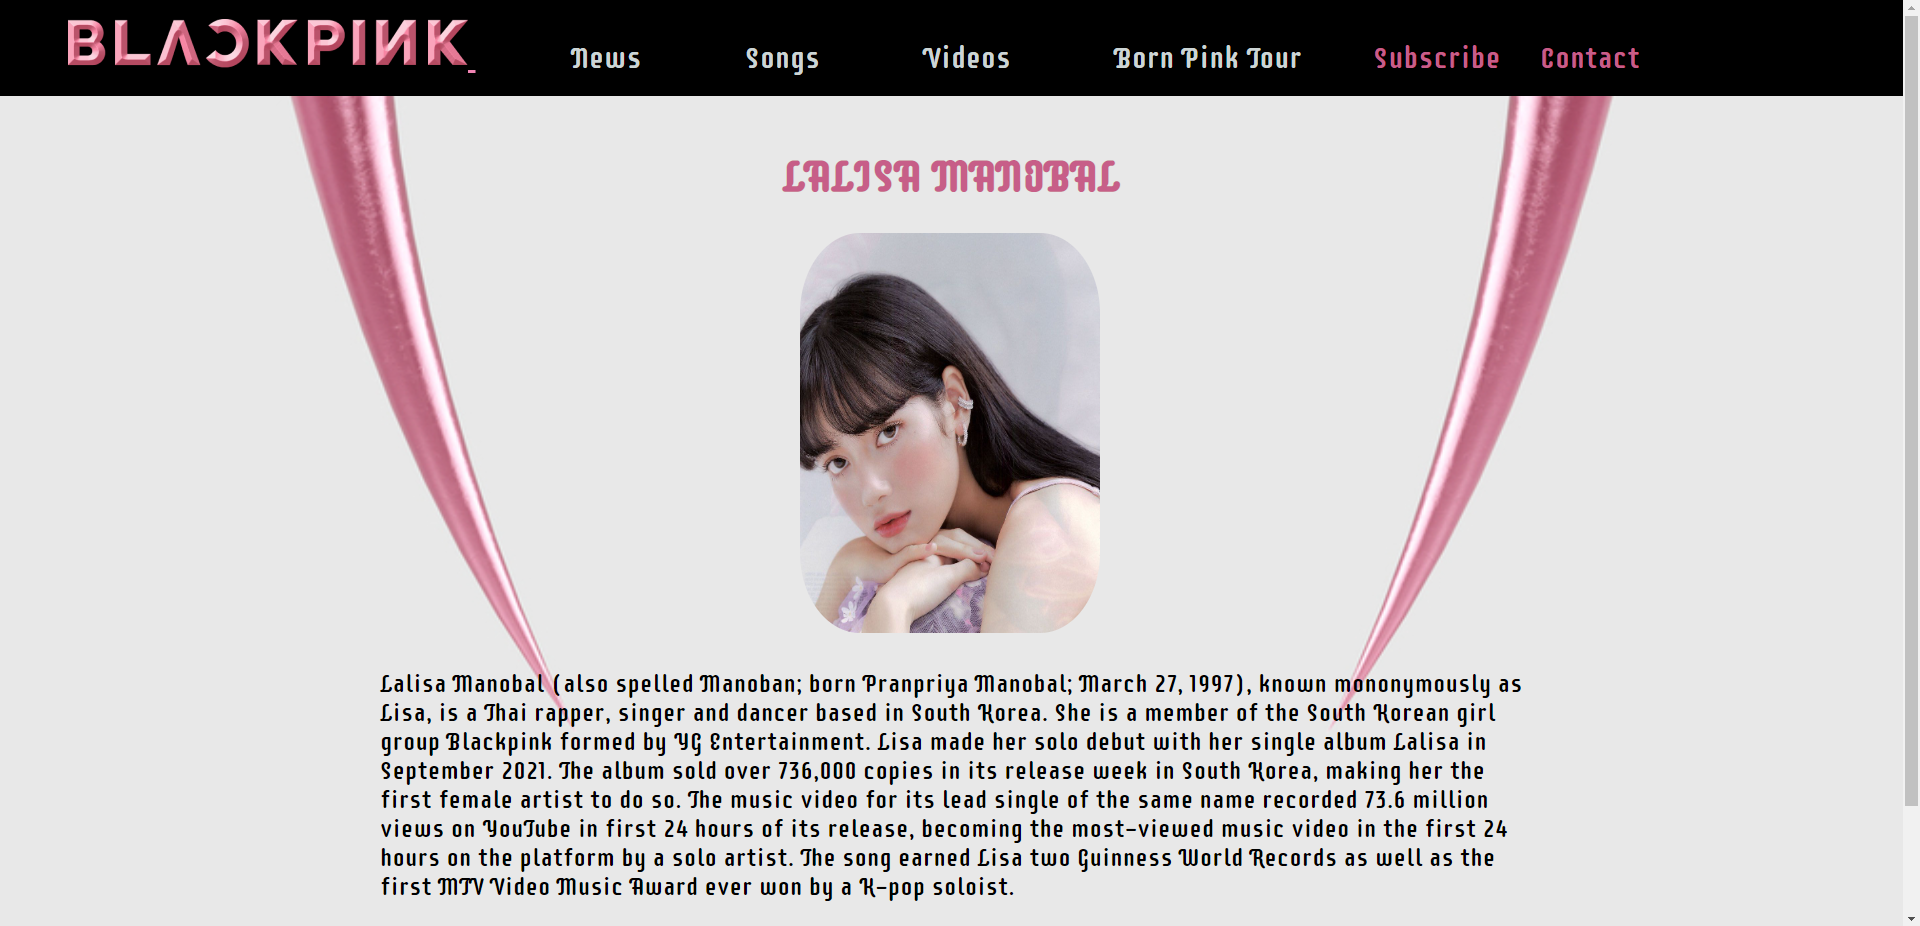 BLACKPINK
News Songs Videos Born Pink Tour Subscribe Contact
LALISA MANOBAL
Lalisa Manobal (also spelled Manoban; born Pranpriya Manobal; March 27, 1997), known mononymously as
Lisa, is a Thai rapper, singer and dancer based in South Korea. She is a member of the South Korean girl
group Blackpink formed by YG Entertainment. Lisa made her solo debut with her single album Lalisa in
September 2021. The album sold over 736,000 copies in its release week in South Korea, making her the
first female artist to do so. The music video for its lead single of the same name recorded 73.6 million
views on YouTube in first 24 hours of its release, becoming the most-viewed music video in the first 24
hours on the platform by a solo artist. The song earned Lisa two Guinness World Records as well as the
first MTV Video Music Award ever won by a K-pop soloist.